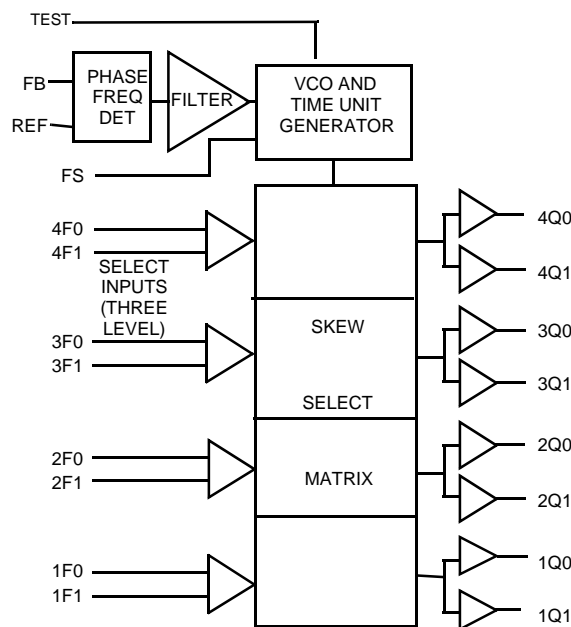 TEST
FB
REF
PHASE
FREQ
DET
FILTER
VCO AND
TIME UNIT
GENERATOR
FS
4F0
4F1
SELECT
INPUTS
(THREE
LEVEL)
3F0
3F1
2F0
2F1
1F0
1F1
SKEW
SELECT
MATRIX
4Q0
4Q1
3Q0
3Q1
2Q0
2Q1
1Q0
1Q1